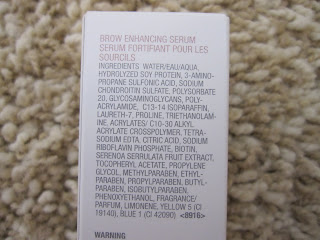 BROW ENHANCING SERUM
SERUM FORTIFIANT POUR LES
SOURCILS
INGREDIENTS: WATER/EAU/AQUA,
HYDROLYZED SOY PROTEIN, 3-AMINO-
PROPANE SULFONIC ACID, SODIUM
CHONDROITIN SULFATE, POLYSORBATE
20, GLYCOSAMINOGLYCANS, POLY-
ACRYLAMIDE, C13-14 ISOPARAFFIN,
LAURETH-7, PROLINE, TRIETHANOLAM-
INE, ACRYLATES/ C10-30 ALKYL
ACRYLATE CROSSPOLYMER, TETRA-
SODIUM EDTA, CITRIC ACID, SODIUM
RIBOFLAVIN PHOSPHATE, BIOTIN,
SERENOA SERRULATA FRUIT EXTRACT,
TOCOPHERYL ACETATE, PROPYLENE
GLYCOL, METHYLPARABEN, ETHYL-
PARABEN, PROPYLPARABEN, BUTYL-
PARABEN, ISOBUTYLPARABEN,
PHENOXYETHANOL, FRAGRANCE/
PARFUM, LIMONENE, YELLOW 5 (CI
19140), BLUE 1 (CI 42090) <8916>
WARNING